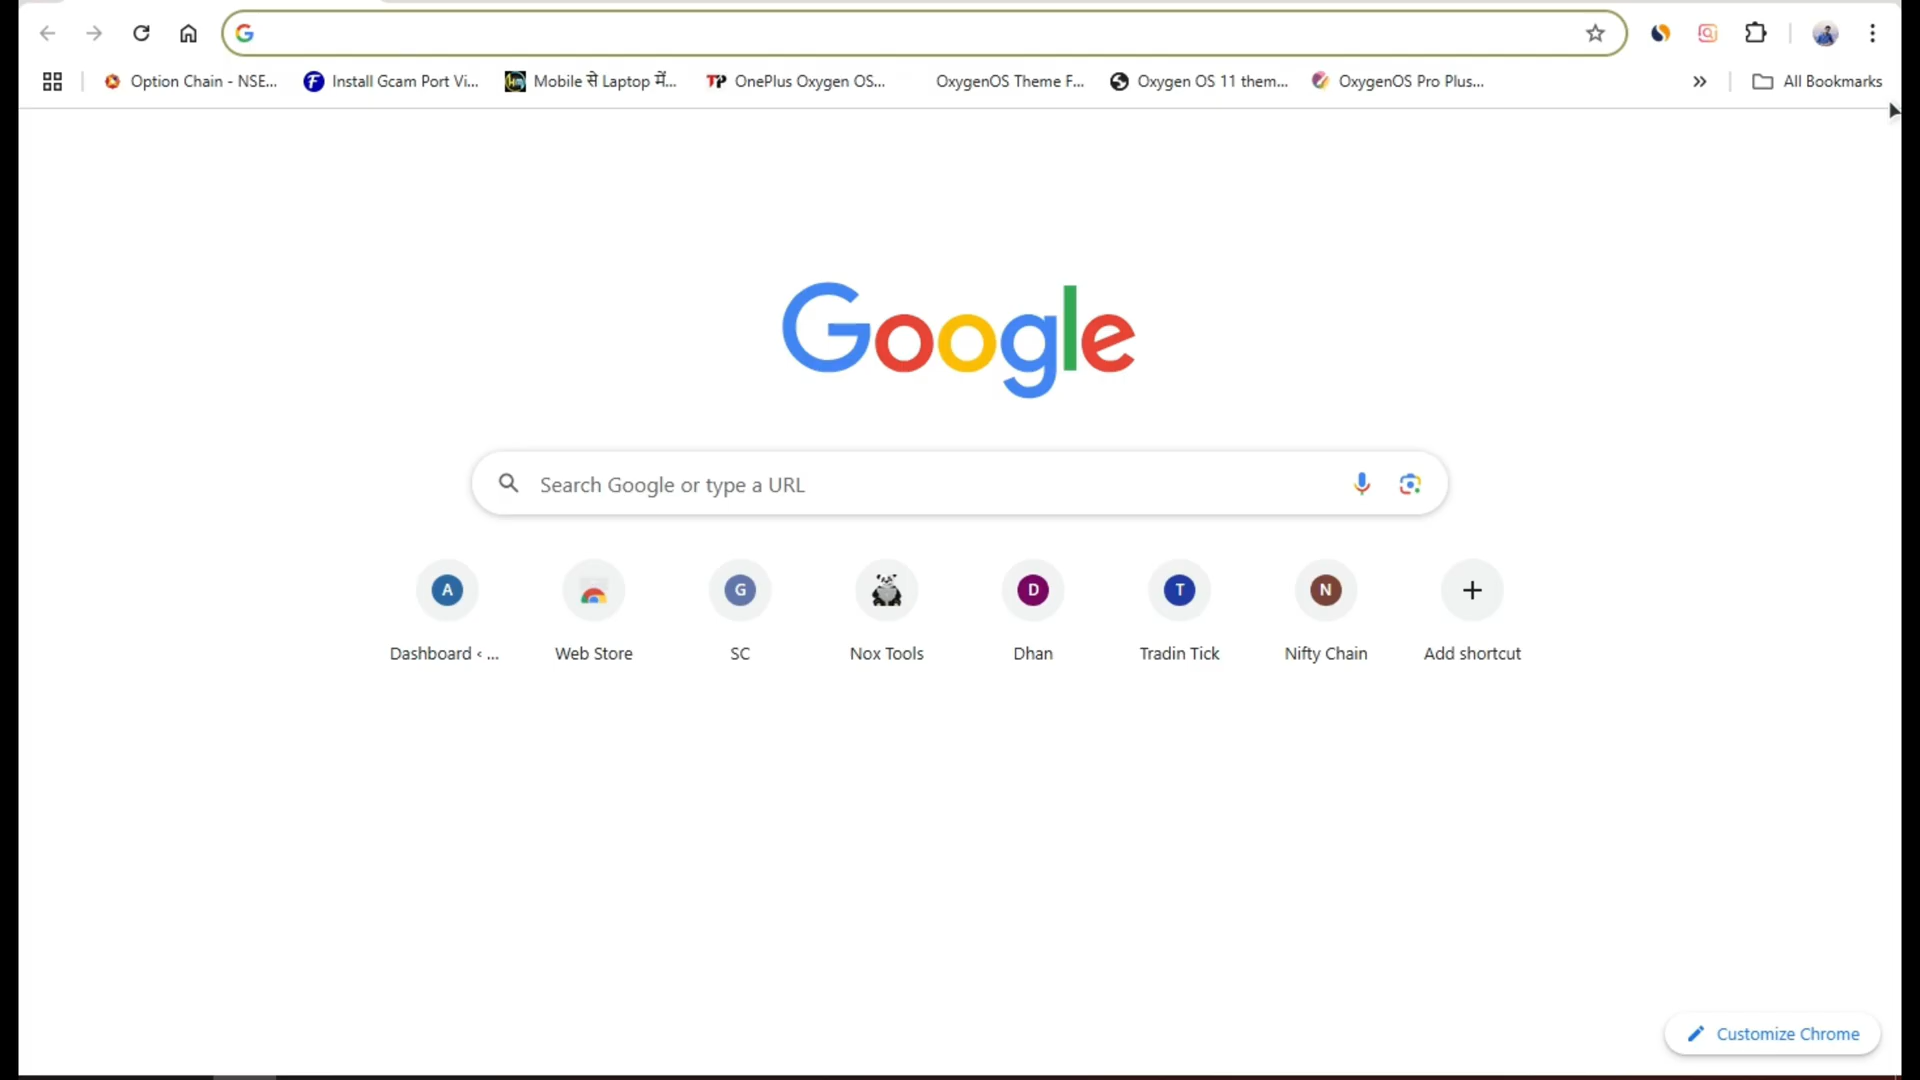 Option Chain - NSE...
Install Gcam Port Vi...
Mobile से Laptop में...
TP OnePlus Oxygen OS...
OxygenOS Theme F...
Oxygen OS 11 them...
OxygenOS Pro Plus...
All Bookmarks
Google
Search Google or type a URL
A
G
D
T
N
Dashboard ‹ ...
Web Store
SC
Nox Tools
Dhan
Tradin Tick
Nifty Chain
Add shortcut
Customize Chrome